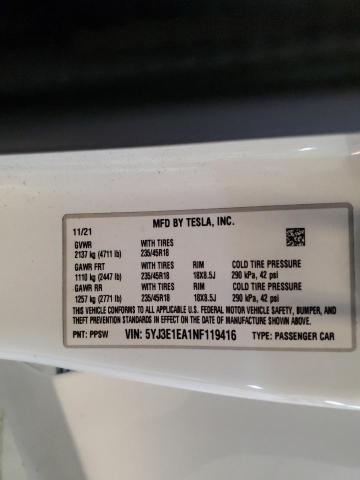 MFD BY TESLA, INC.
11/21
GVWR WITH TIRES
2137 kg (4711 lb) 235/45R18
GAWR FRT WITH TIRES RIM COLD TIRE PRESSURE
1110 kg (2447 lb) 235/45R18 18X8.5J 290 kPa, 42 psi
GAWR RR WITH TIRES RIM COLD TIRE PRESSURE
1257 kg (2771 lb) 235/45R18 18X8.5J 290 kPa, 42 psi
THIS VEHICLE CONFORMS TO ALL APPLICABLE U.S. FEDERAL MOTOR VEHICLE SAFETY, BUMPER, AND
THEFT PREVENTION STANDARDS IN EFFECT ON THE DATE OF MANUFACTURE SHOWN ABOVE.
PNT: PPSW VIN: 5YJ3E1EA1NF119416 TYPE: PASSENGER CAR